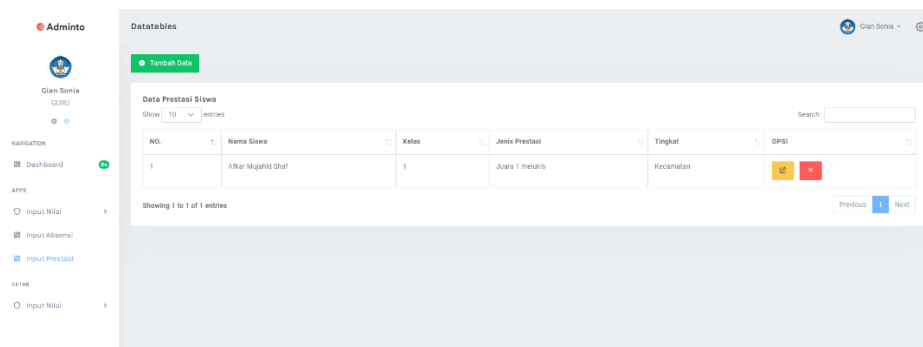 Adminto
Datatables
Gian Sonia
Tambah Data
Gian Sonia
GURU
Data Prestasi Siswa
Show 10 entries
Search:
NO. Nama Siswa Kelas Jenis Prestasi Tingkat OPSI
1 Afkar Mujahid Shaf 1 Juara 1 melukis Kecamatan
Showing 1 to 1 of 1 entries
Previous 1 Next
NAVIGATION
Dashboard
APPS
Input Nilai
Input Absensi
Input Prestasi
CETAK
Input Nilai